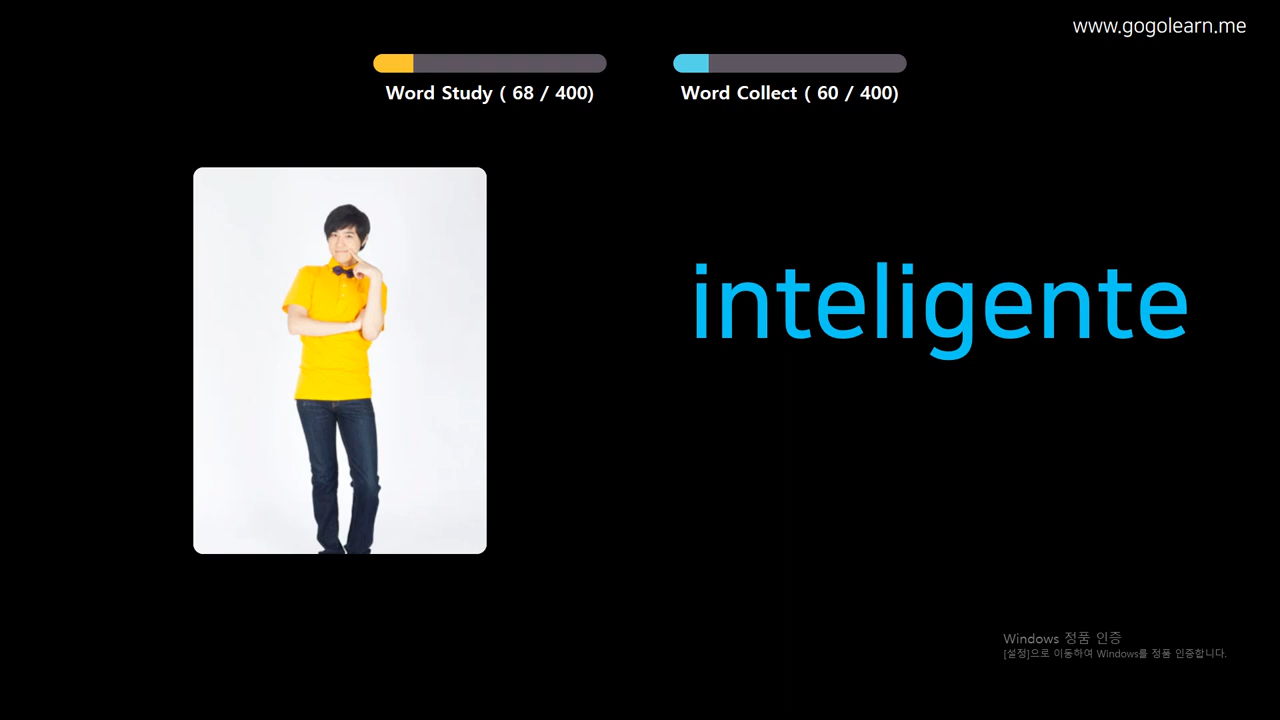 www.gogolearn.me
Word Study ( 68 / 400)
Word Collect ( 60 / 400)
inteligente
Windows 정품 인증
[설정]으로 이동하여 Windows를 정품 인증합니다.